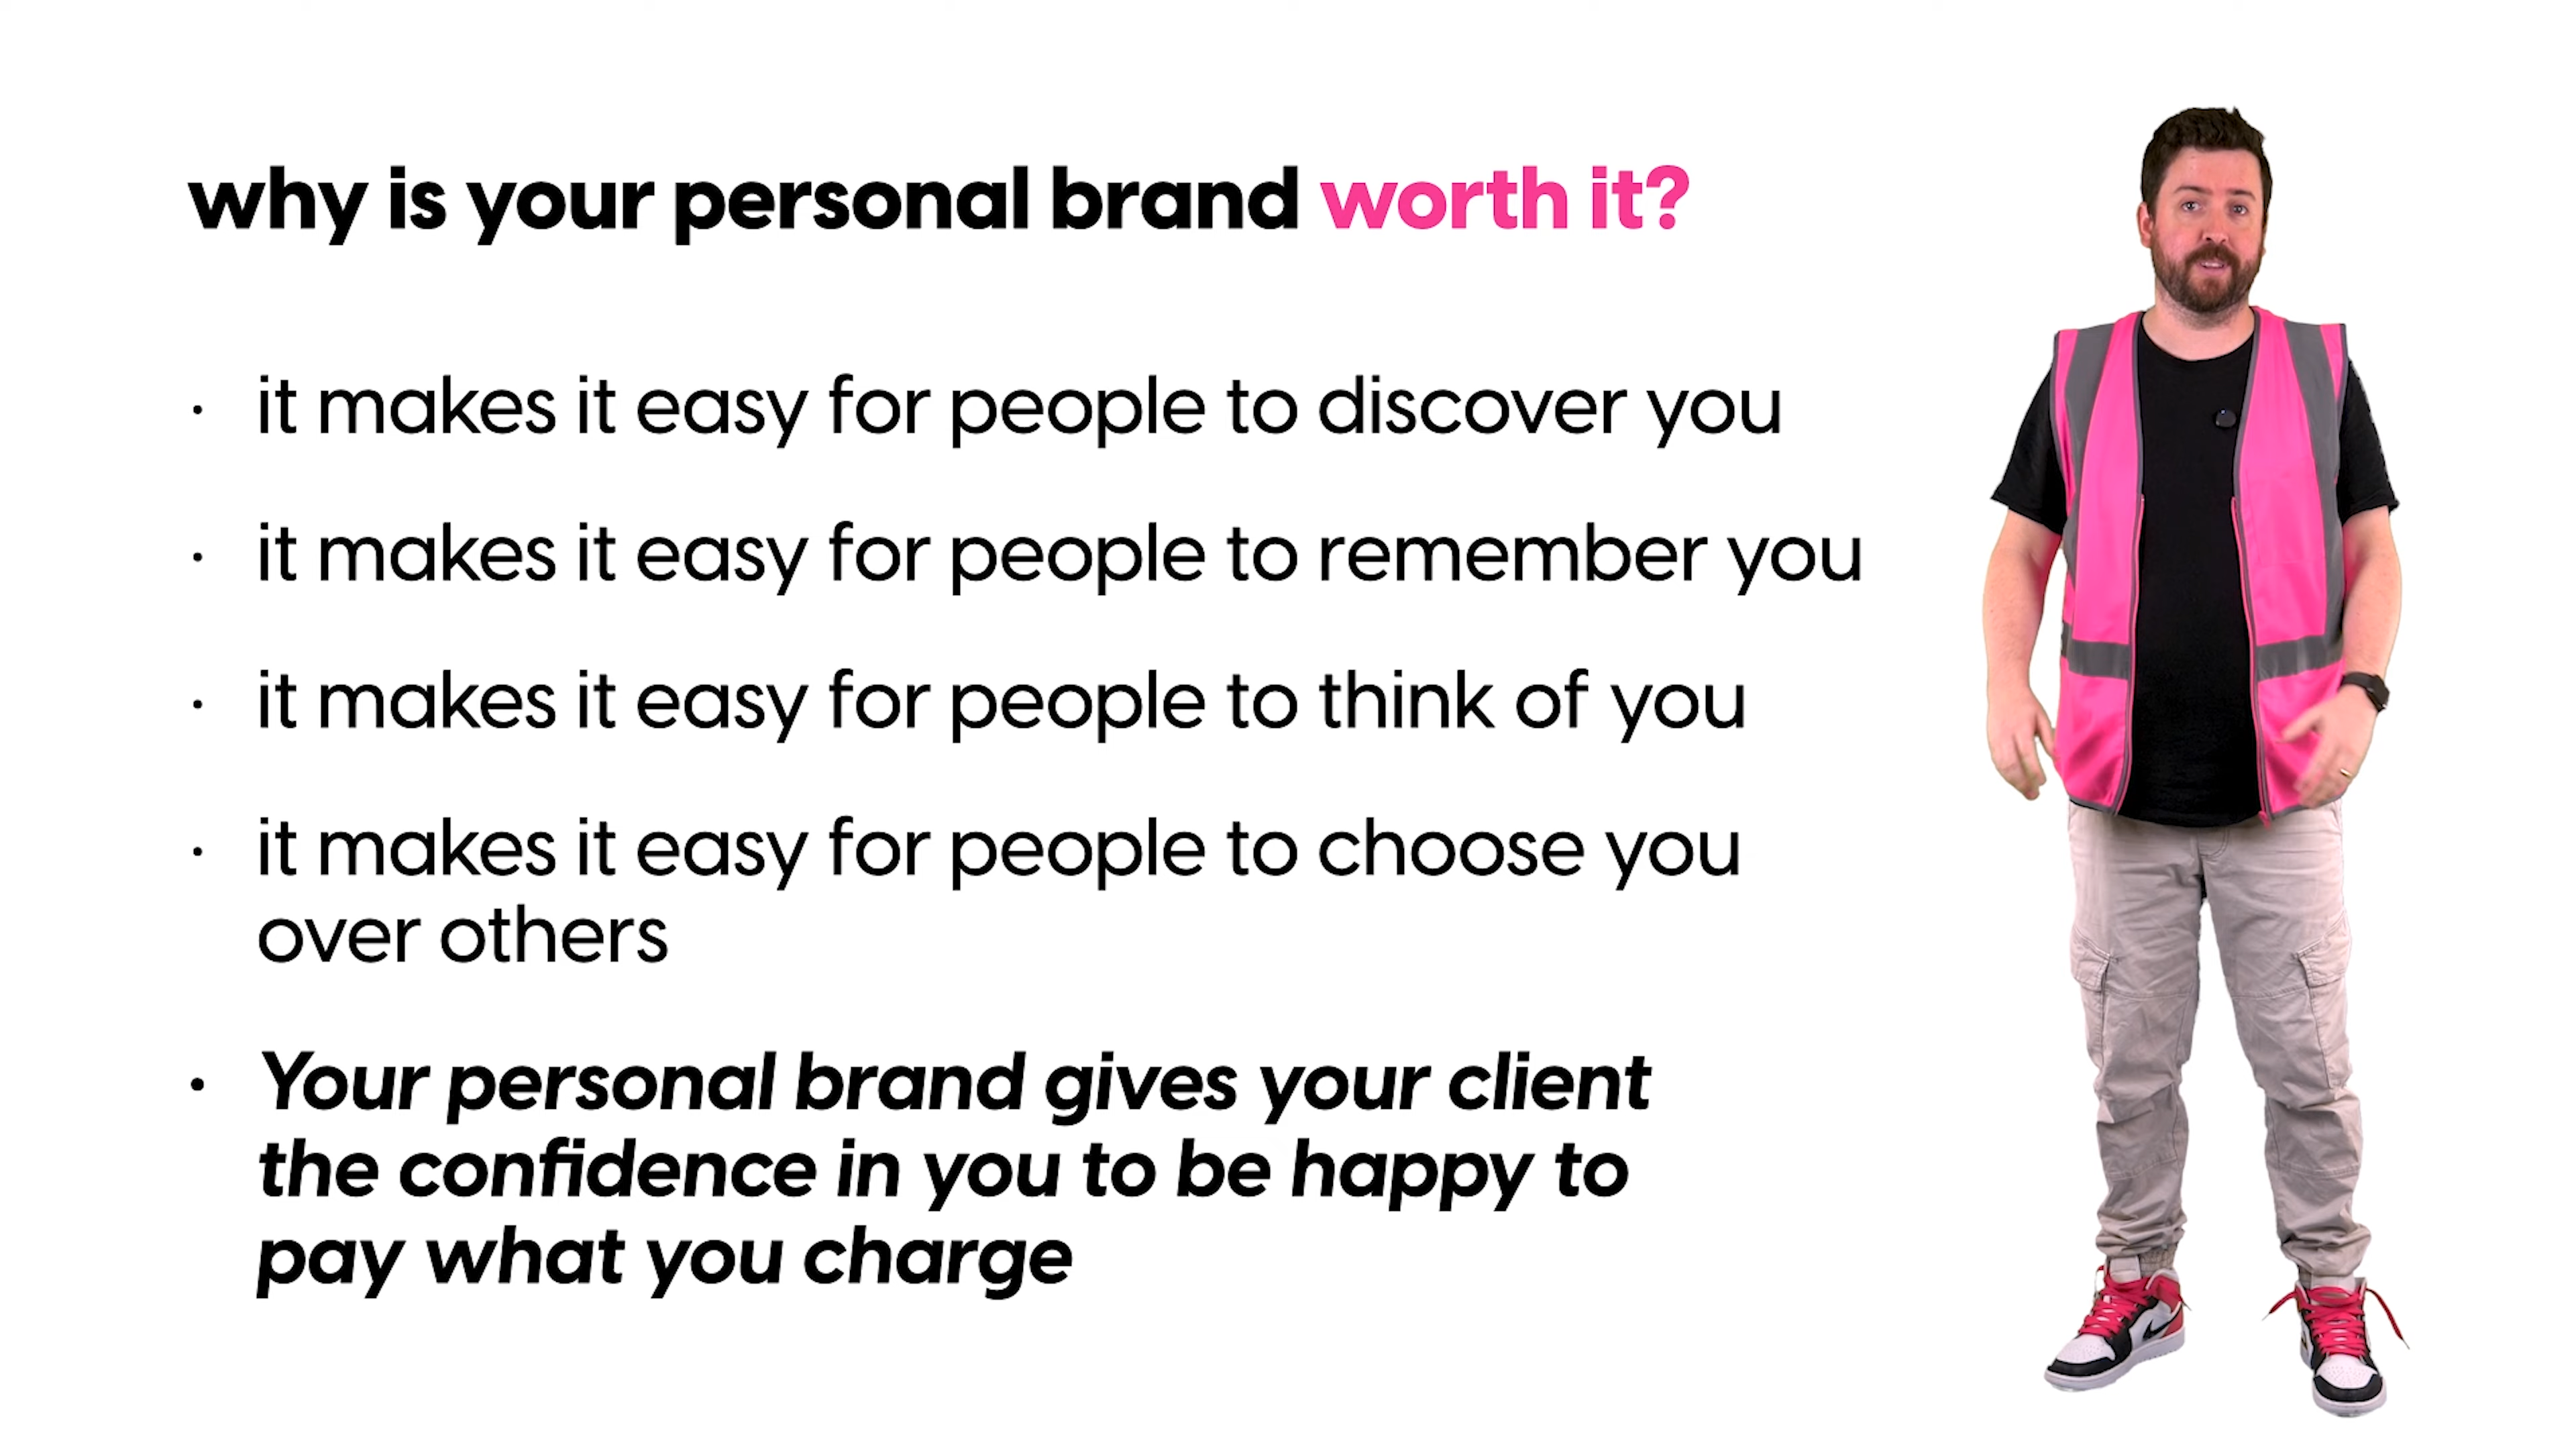 why is your personal brand worth it?
· it makes it easy for people to discover you
· it makes it easy for people to remember you
· it makes it easy for people to think of you
· it makes it easy for people to choose you
over others
· Your personal brand gives your client
the confidence in you to be happy to
pay what you charge